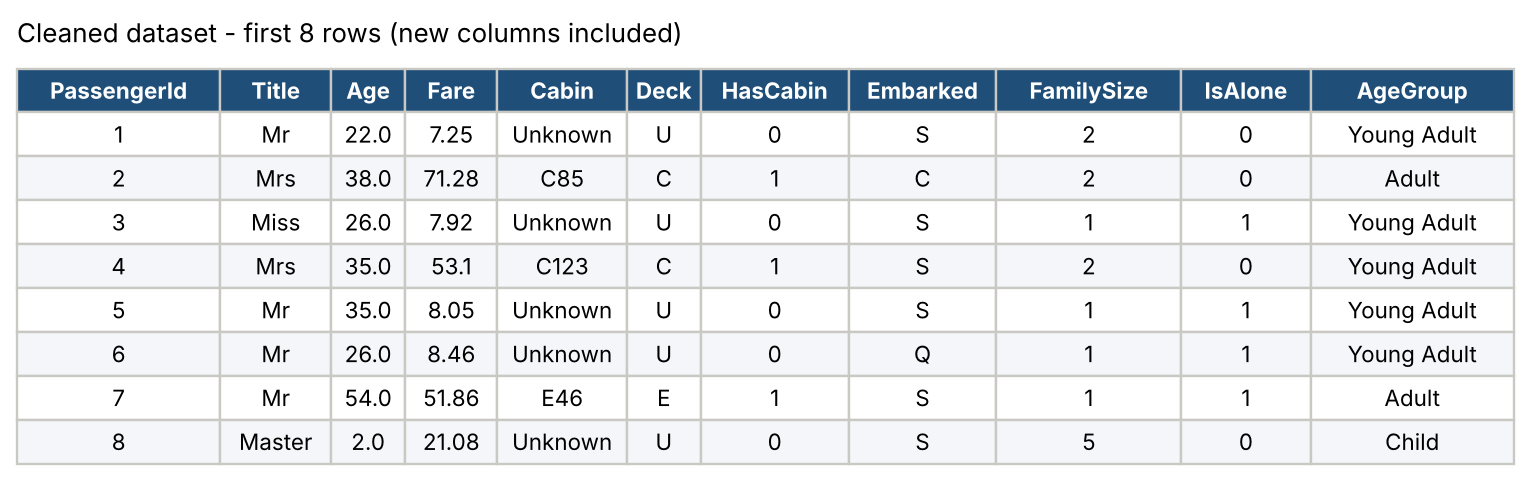 Cleaned dataset - first 8 rows (new columns included)
PassengerId Title Age Fare Cabin Deck HasCabin Embarked FamilySize IsAlone AgeGroup
1 Mr 22.0 7.25 Unknown U 0 S 2 0 Young Adult
2 Mrs 38.0 71.28 C85 C 1 C 2 0 Adult
3 Miss 26.0 7.92 Unknown U 0 S 1 1 Young Adult
4 Mrs 35.0 53.1 C123 C 1 S 2 0 Young Adult
5 Mr 35.0 8.05 Unknown U 0 S 1 1 Young Adult
6 Mr 26.0 8.46 Unknown U 0 Q 1 1 Young Adult
7 Mr 54.0 51.86 E46 E 1 S 1 1 Adult
8 Master 2.0 21.08 Unknown U 0 S 5 0 Child